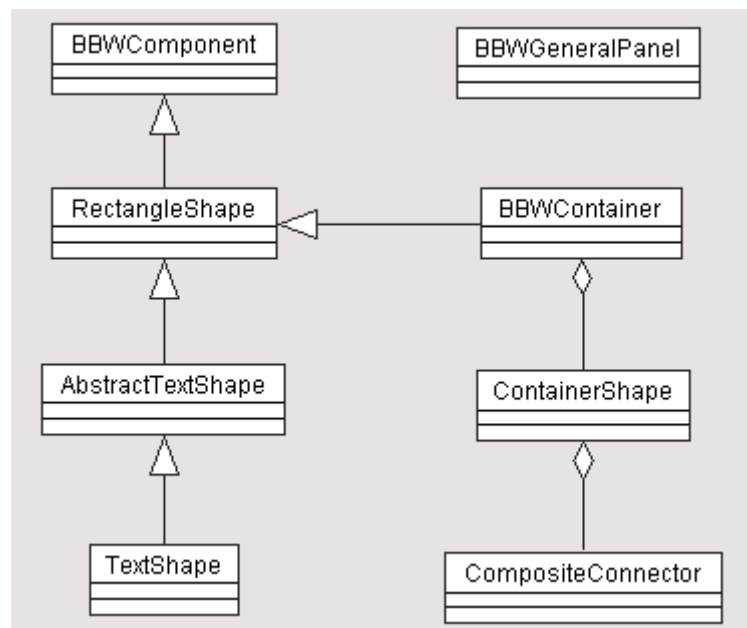 BBWComponent
BBWGeneralPanel
RectangleShape
BBWContainer
AbstractTextShape
ContainerShape
TextShape
CompositeConnector